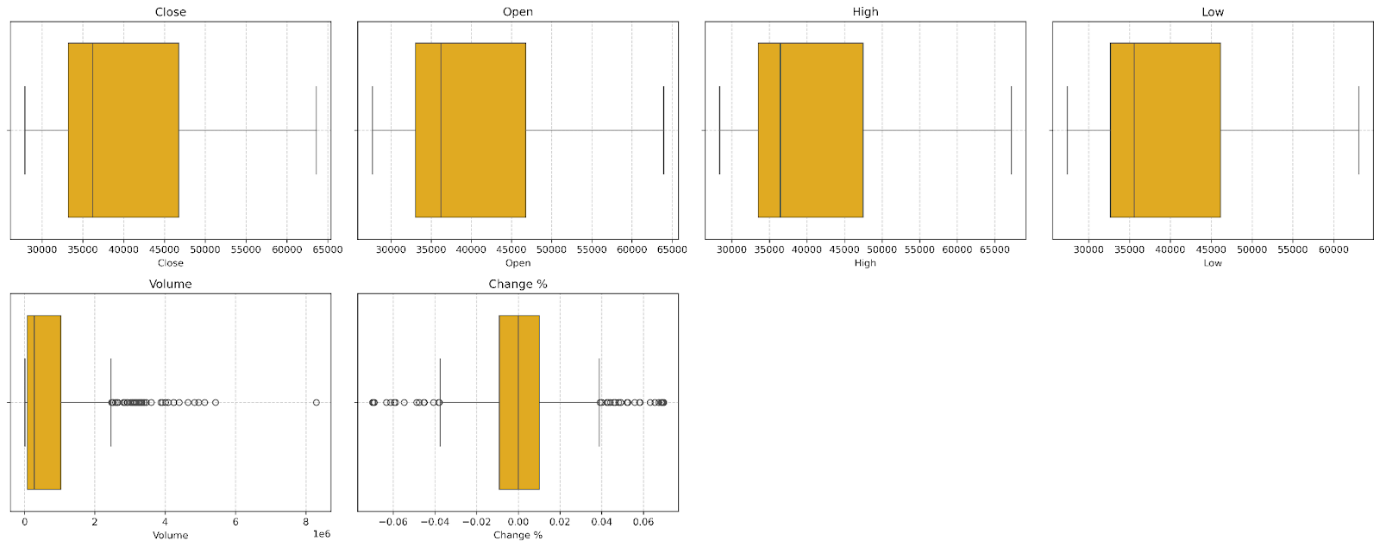 Close Open High Low
30000 35000 40000 45000 50000 55000 60000 65000 30000 35000 40000 45000 50000 55000 60000 65000 30000 35000 40000 45000 50000 55000 60000 65000 30000 35000 40000 45000 50000 55000 60000
Close Open High Low
Volume Change %
0 2 4 6 8 −0.06 −0.04 −0.02 0.00 0.02 0.04 0.06
Volume 1e6 Change %